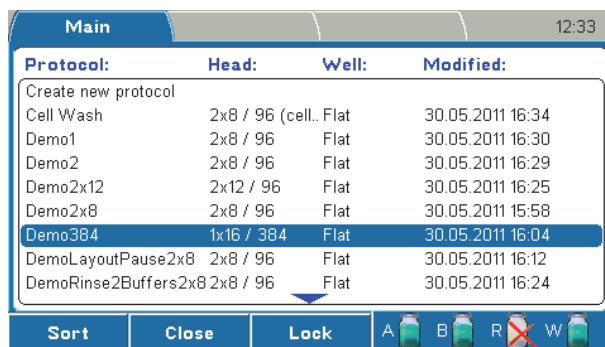 Main 12:33
Protocol: Head: Well: Modified:
Create new protocol
Cell Wash 2x8 / 96 (cell.. Flat 30.05.2011 16:34
Demo1 2x8 / 96 Flat 30.05.2011 16:30
Demo2 2x8 / 96 Flat 30.05.2011 16:29
Demo2x12 2x12 / 96 Flat 30.05.2011 16:25
Demo2x8 2x8 / 96 Flat 30.05.2011 15:58
Demo384 1x16 / 384 Flat 30.05.2011 16:04
DemoLayoutPause2x8 2x8 / 96 Flat 30.05.2011 16:12
DemoRinse2Buffers2x8 2x8 / 96 Flat 30.05.2011 16:24
Sort Close Lock A B R W